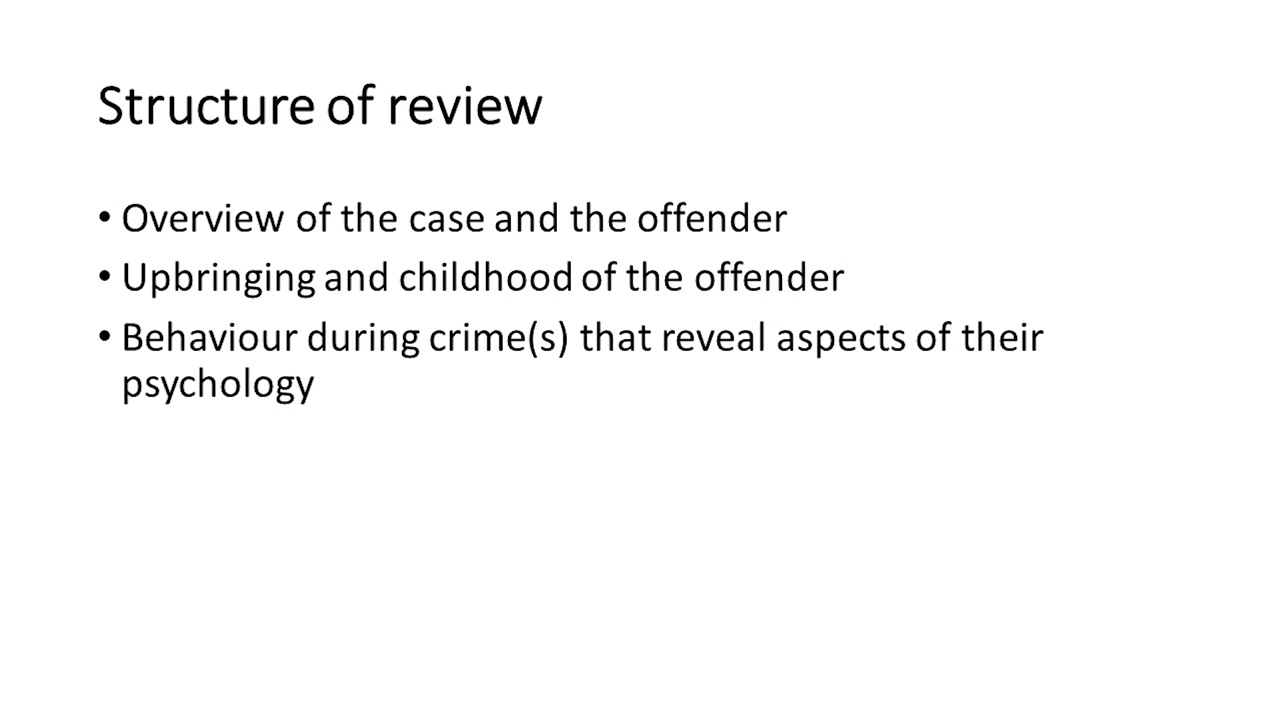 Structure of review
• Overview of the case and the offender
• Upbringing and childhood of the offender
• Behaviour during crime(s) that reveal aspects of their
psychology